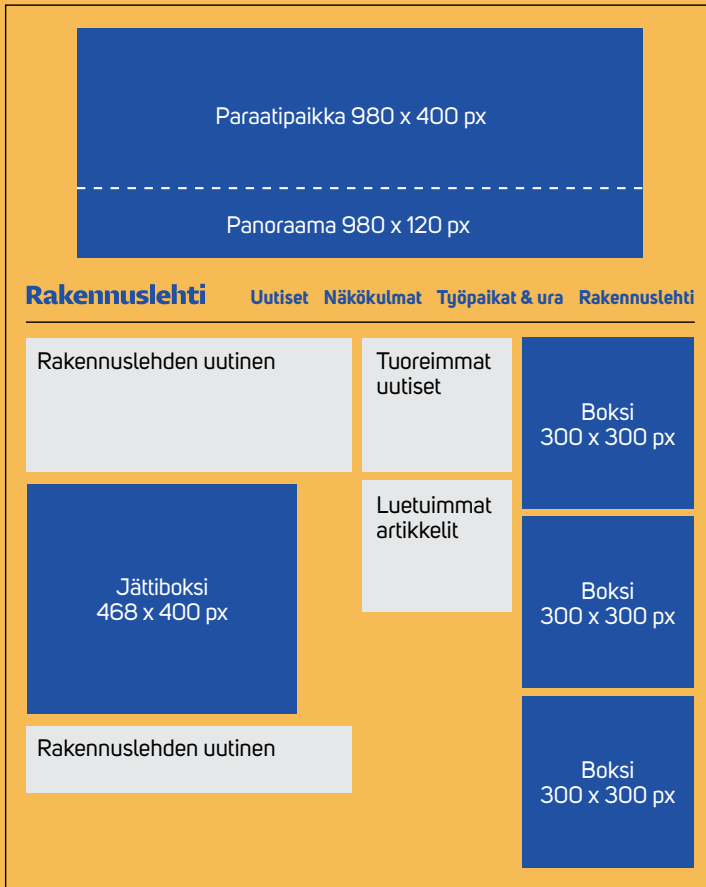 Paraatipaikka 980 x 400 px
Panoraama 980 x 120 px
Rakennuslehti Uutiset Näkökulmat Työpaikat & ura Rakennuslehti
Rakennuslehden uutinen
Tuoreimmat
uutiset
Boksi
300 x 300 px
Jättiboksi
468 x 400 px
Luetuimmat
artikkelit
Boksi
300 x 300 px
Rakennuslehden uutinen
Boksi
300 x 300 px